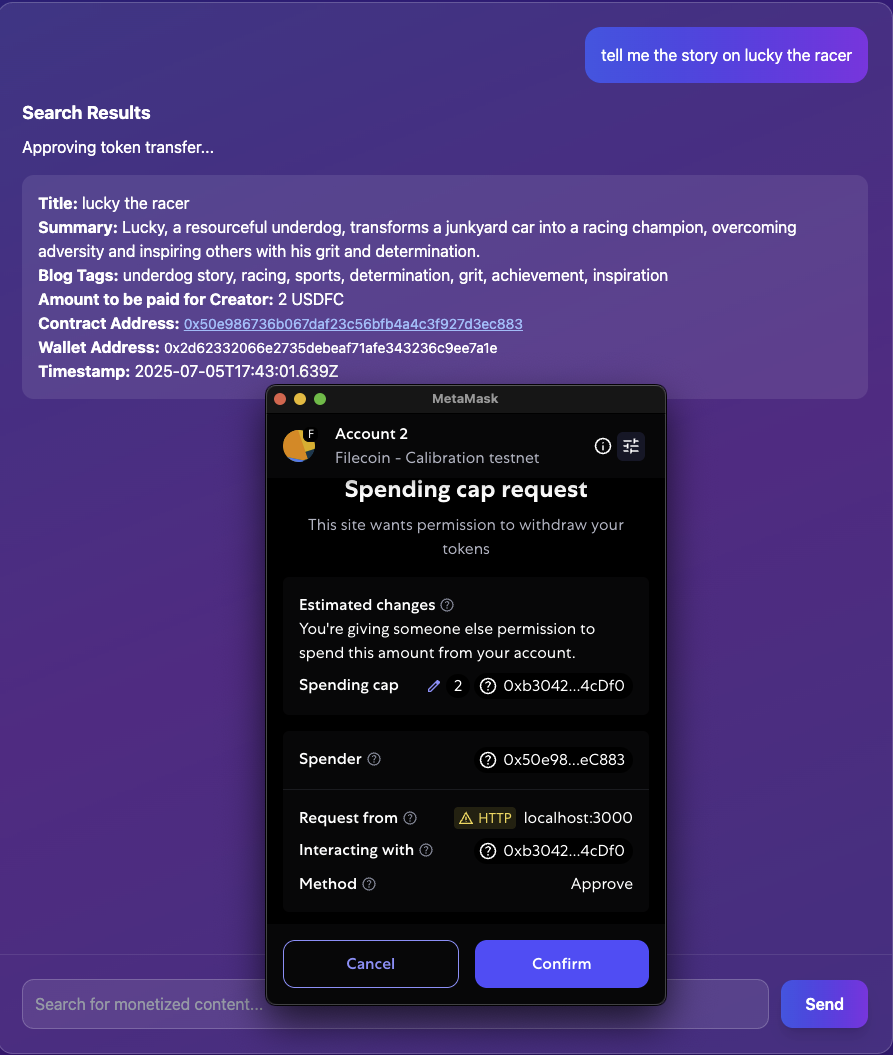 tell me the story on lucky the racer
Search Results
Approving token transfer...
Title: lucky the racer
Summary: Lucky, a resourceful underdog, transforms a junkyard car into a racing champion, overcoming
adversity and inspiring others with his grit and determination.
Blog Tags: underdog story, racing, sports, determination, grit, achievement, inspiration
Amount to be paid for Creator: 2 USDFC
Contract Address: 0x50e986736b067daf23c56bfb4a4c3f927d3ec883
Wallet Address: 0x2d62332066e2735debeaf71afe343236c9ee7a1e
Timestamp: 2025-07-05T17:43:01.639Z
MetaMask
F
Account 2
Filecoin - Calibration testnet
Spending cap request
This site wants permission to withdraw your
tokens
Estimated changes
You're giving someone else permission to
spend this amount from your account.
Spending cap 2 0xb3042...4cDf0
Spender 0x50e98...eC883
Request from HTTP localhost:3000
Interacting with 0xb3042...4cDf0
Method Approve
Cancel Confirm
Search for monetized content... Send